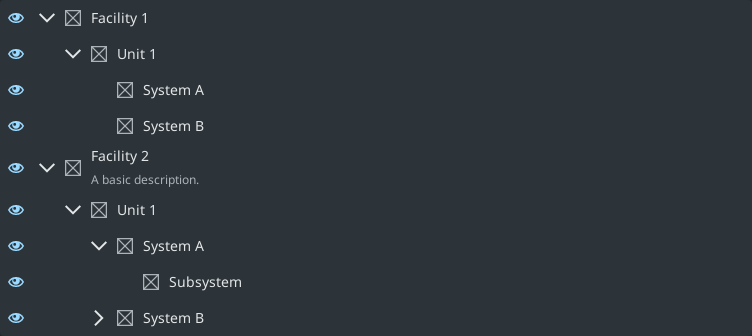 Facility 1
Unit 1
System A
System B
Facility 2
A basic description.
Unit 1
System A
Subsystem
System B